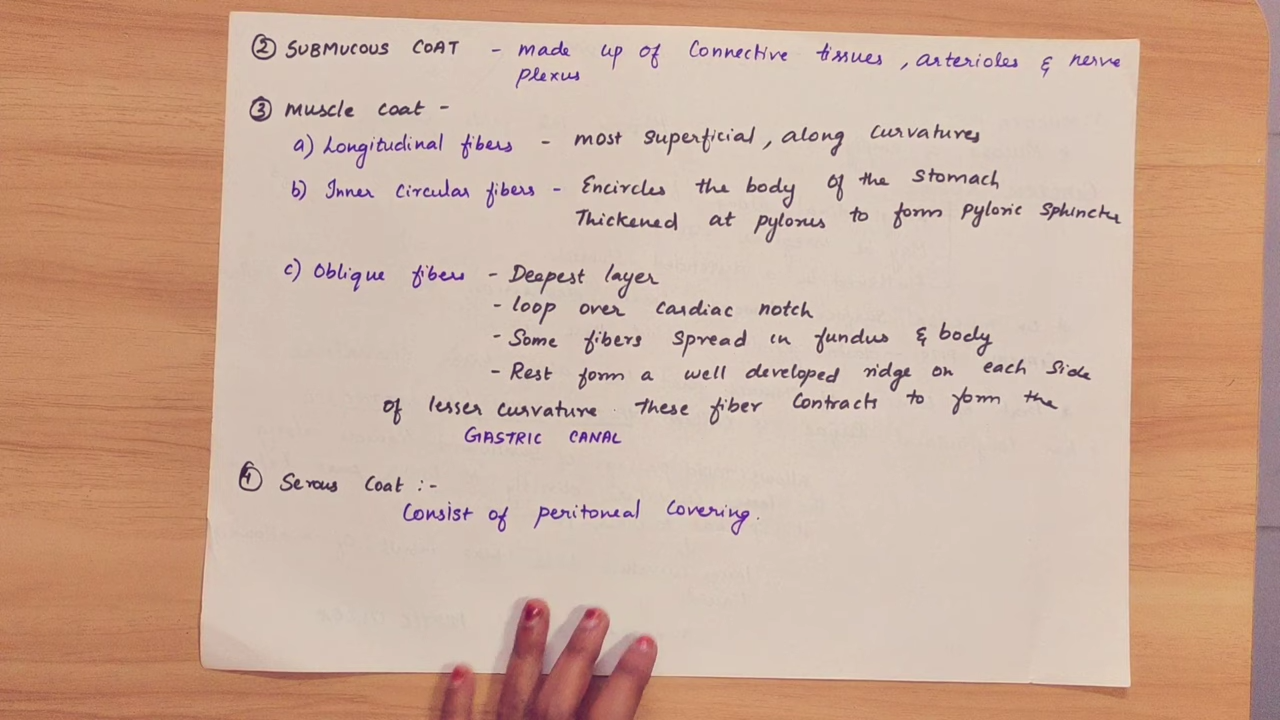 ② SUBMUCOUS COAT - made up of Connective tissues, arterioles & nerve
plexus
③ Muscle coat -
a) Longitudinal fibers - most superficial, along curvatures
b) Inner circular fibers - Encircles the body of the stomach
Thickened at pylorus to form pyloric sphincter
c) Oblique fibers - Deepest layer
- loop over cardiac notch
- Some fibers spread in fundus & body
- Rest form a well developed ridge on each side
of lesser curvature. These fiber contracts to form the
GASTRIC CANAL
④ Serous Coat :-
Consist of peritoneal covering.